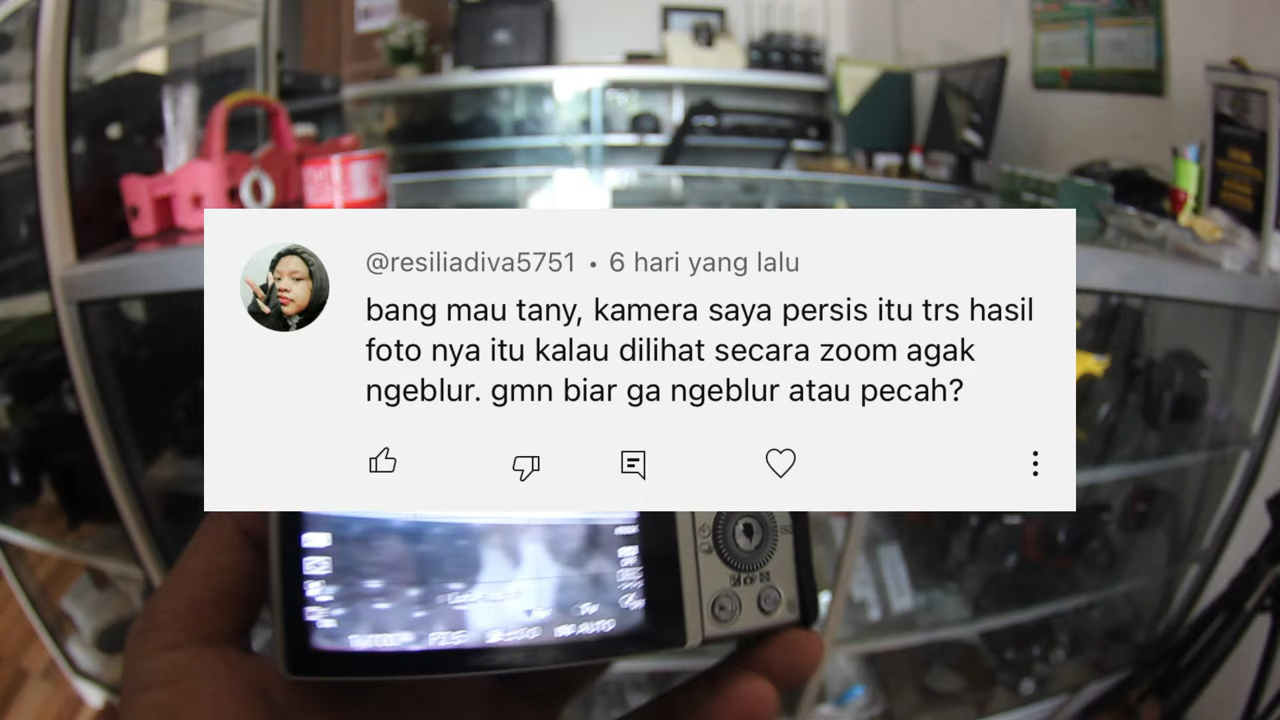 @resiliadiva5751 • 6 hari yang lalu
bang mau tany, kamera saya persis itu trs hasil
foto nya itu kalau dilihat secara zoom agak
ngeblur. gmn biar ga ngeblur atau pecah?